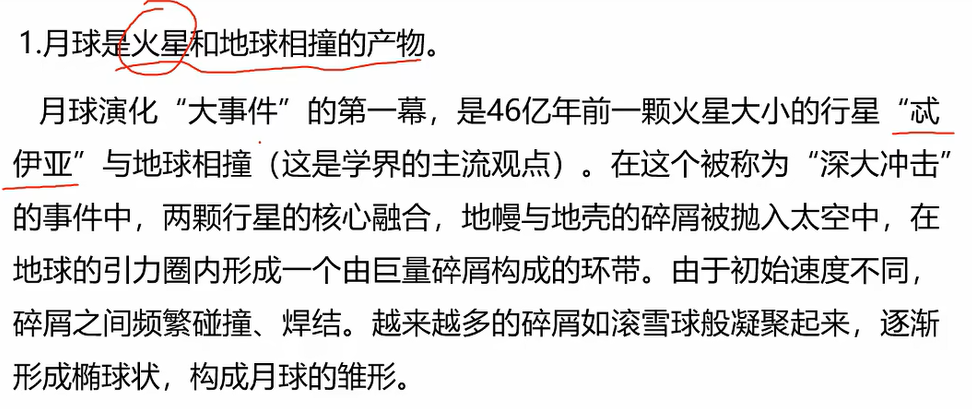 1.月球是火星和地球相撞的产物。
月球演化“大事件”的第一幕，是46亿年前一颗火星大小的行星“忒
伊亚”与地球相撞（这是学界的主流观点）。在这个被称为“深大冲击”
的事件中，两颗行星的核心融合，地幔与地壳的碎屑被抛入太空中，在
地球的引力圈内形成一个由巨量碎屑构成的环带。由于初始速度不同，
碎屑之间频繁碰撞、焊结。越来越多的碎屑如滚雪球般凝聚起来，逐渐
形成椭球状，构成月球的雏形。